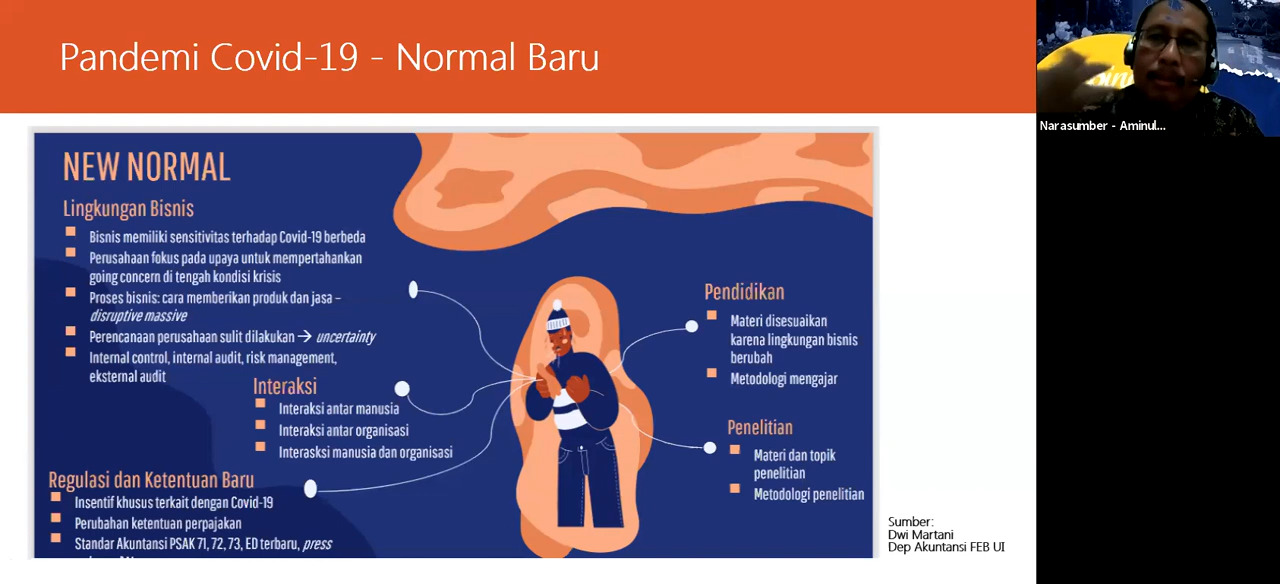 Pandemi Covid-19 - Normal Baru
NEW NORMAL
Lingkungan Bisnis
Bisnis memiliki sensitivitas terhadap Covid-19 berbeda
Perusahaan fokus pada upaya untuk mempertahankan
going concern di tengah kondisi krisis
Proses bisnis: cara memberikan produk dan jasa –
disruptive massive
Perencanaan perusahaan sulit dilakukan → uncertainty
Internal control, internal audit, risk management,
eksternal audit
Interaksi
Interaksi antar manusia
Interaksi antar organisasi
Interasksi manusia dan organisasi
Regulasi dan Ketentuan Baru
Insentif khusus terkait dengan Covid-19
Perubahan ketentuan perpajakan
Standar Akuntansi PSAK 71, 72, 73, ED terbaru, press
Pendidikan
Materi disesuaikan
karena lingkungan bisnis
berubah
Metodologi mengajar
Penelitian
Materi dan topik
penelitian
Metodologi penelitian
Sumber:
Dwi Martani
Dep Akuntansi FEB UI
Narasumber - Aminul...